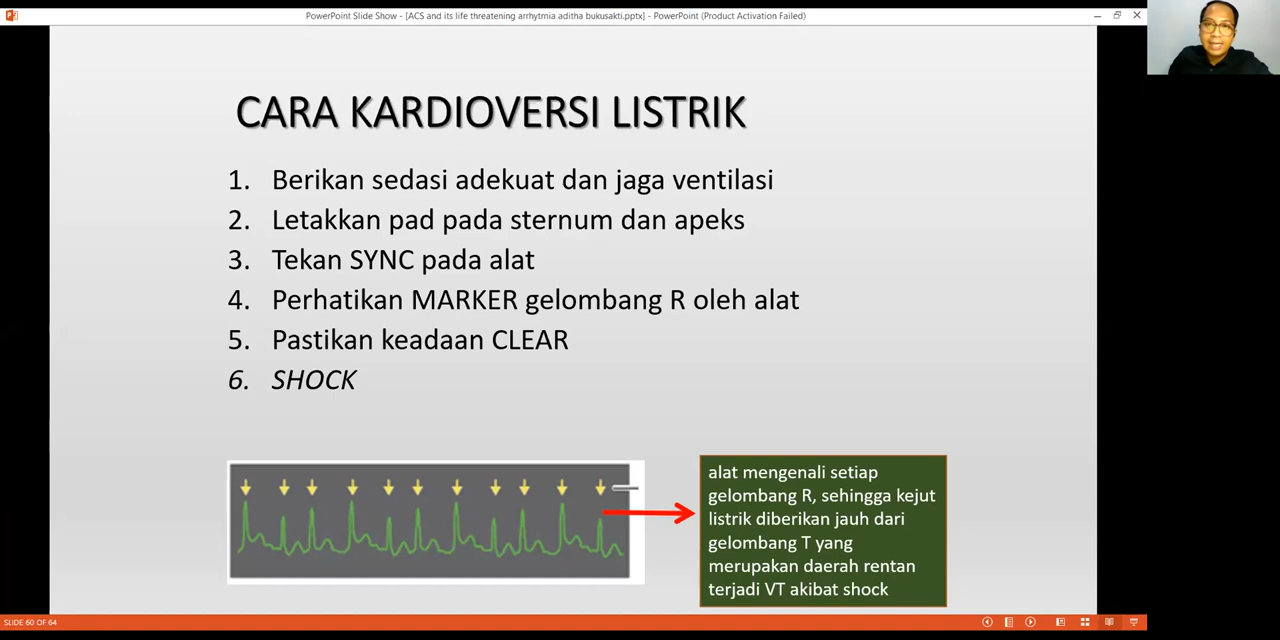 PowerPoint Slide Show - [ACS and its life threatening arrhytmia aditha bukusakti.pptx] - PowerPoint (Product Activation Failed)
CARA KARDIOVERSI LISTRIK
1. Berikan sedasi adekuat dan jaga ventilasi
2. Letakkan pad pada sternum dan apeks
3. Tekan SYNC pada alat
4. Perhatikan MARKER gelombang R oleh alat
5. Pastikan keadaan CLEAR
6. SHOCK
alat mengenali setiap
gelombang R, sehingga kejut
listrik diberikan jauh dari
gelombang T yang
merupakan daerah rentan
terjadi VT akibat shock
SLIDE 60 OF 64